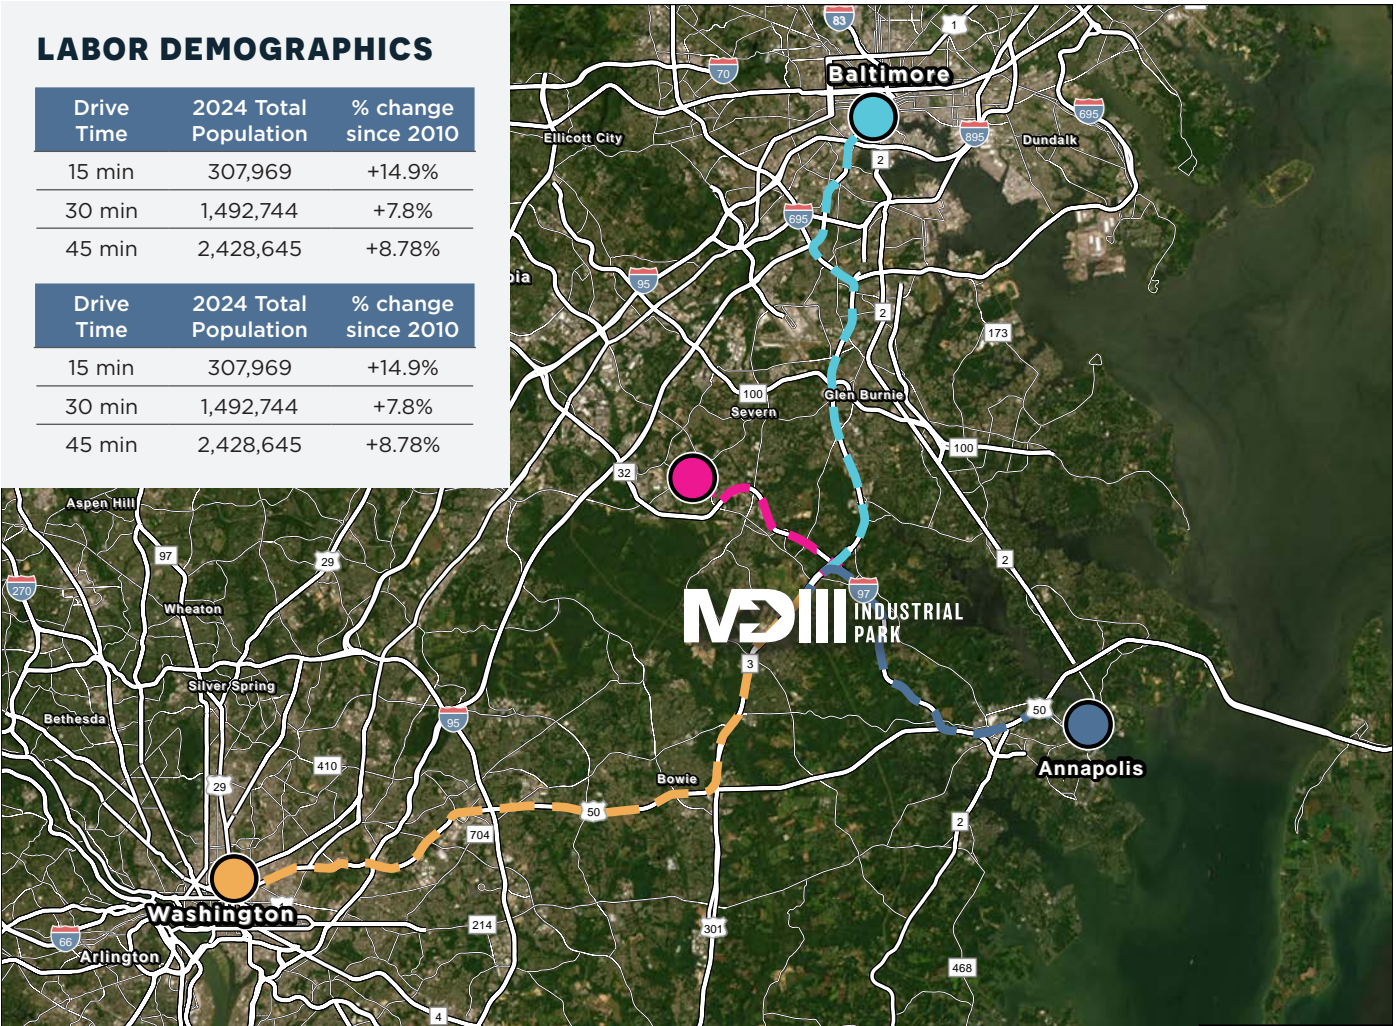 LABOR DEMOGRAPHICS
Drive Time 2024 Total Population % change since 2010
15 min 307,969 +14.9%
30 min 1,492,744 +7.8%
45 min 2,428,645 +8.78%
Drive Time 2024 Total Population % change since 2010
15 min 307,969 +14.9%
30 min 1,492,744 +7.8%
45 min 2,428,645 +8.78%
83
1
70
Baltimore
695
895
Ellicott City
Dundalk
2
695
bia
95
2
173
100
Severn
Glen Burnie
100
32
Aspen Hill
97
29
2
270
97
Wheaton
MDIII INDUSTRIAL PARK
3
Silver Spring
50
Bethesda
95
Annapolis
410
Bowie
29
50
704
2
Washington
214
301
66
Arlington
468
4